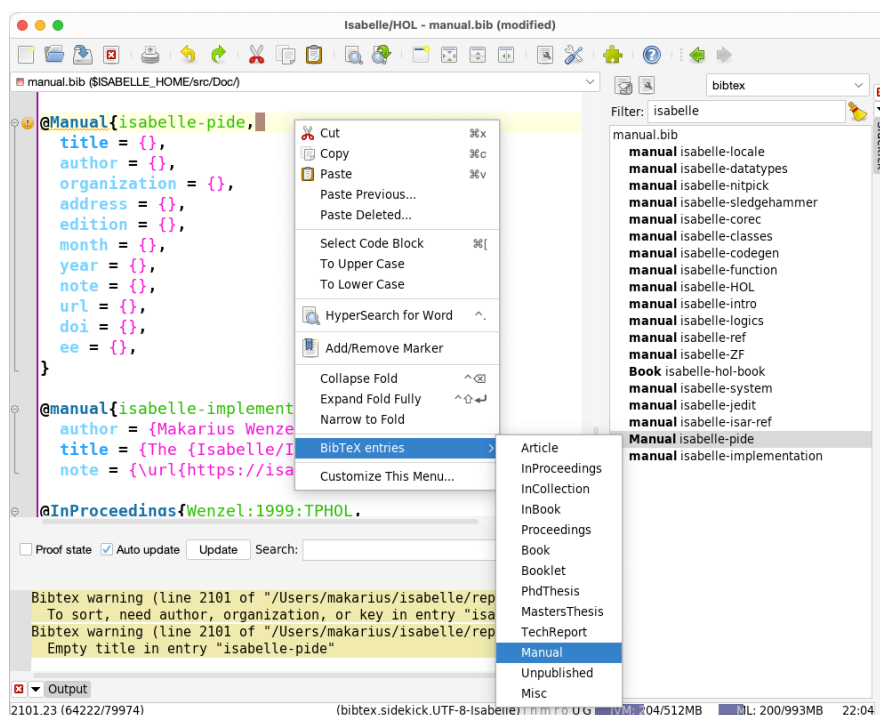 Isabelle/HOL - manual.bib (modified)
manual.bib ($ISABELLE_HOME/src/Doc/)
@Manual{isabelle-pide,
title = {},
author = {},
organization = {},
address = {},
edition = {},
month = {},
year = {},
note = {},
url = {},
doi = {},
ee = {},
}
@manual{isabelle-implement
author = {Makarius Wenze
title = {The {Isabelle/I
note = {\url{https://isa
@InProceedings{Wenzel:1999:TPHOL,
Cut ⌘x
Copy ⌘c
Paste ⌘v
Paste Previous...
Paste Deleted...
Select Code Block ⌘[
To Upper Case
To Lower Case
HyperSearch for Word ^.
Add/Remove Marker
Collapse Fold ^⌫
Expand Fold Fully ^⇧↩
Narrow to Fold
BibTeX entries
Customize This Menu...
Article
InProceedings
InCollection
InBook
Proceedings
Book
Booklet
PhdThesis
MastersThesis
TechReport
Manual
Unpublished
Misc
bibtex
Filter: isabelle
manual.bib
manual isabelle-locale
manual isabelle-datatypes
manual isabelle-nitpick
manual isabelle-sledgehammer
manual isabelle-corec
manual isabelle-classes
manual isabelle-codegen
manual isabelle-function
manual isabelle-HOL
manual isabelle-intro
manual isabelle-logics
manual isabelle-ref
manual isabelle-ZF
Book isabelle-hol-book
manual isabelle-system
manual isabelle-jedit
manual isabelle-isar-ref
Manual isabelle-pide
manual isabelle-implementation
Proof state Auto update Update Search:
Bibtex warning (line 2101 of "/Users/makarius/isabelle/rep
To sort, need author, organization, or key in entry "isa
Bibtex warning (line 2101 of "/Users/makarius/isabelle/rep
Empty title in entry "isabelle-pide"
Output
2101,23 (64222/79974) (bibtex,sidekick,UTF-8-Isabelle) n m r o U G 204/512MB ML: 200/993MB 22:04